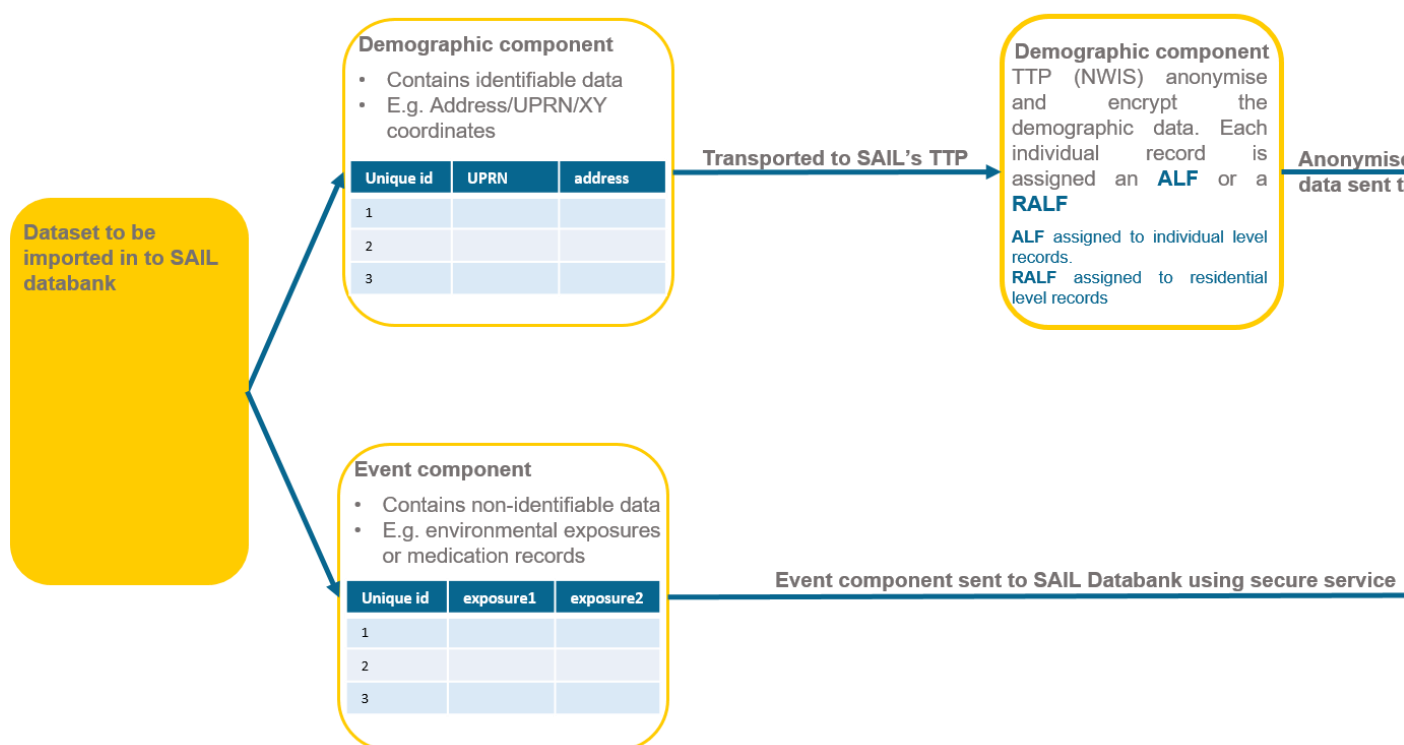 Dataset to be
imported in to SAIL
databank
Demographic component
• Contains identifiable data
• E.g. Address/UPRN/XY
coordinates
Unique id UPRN address
1
2
3
Transported to SAIL's TTP
Demographic component
TTP (NWIS) anonymise
and encrypt the
demographic data. Each
individual record is
assigned an ALF or a
RALF
ALF assigned to individual level
records.
RALF assigned to residential
level records
Anonymise
data sent t
Event component
• Contains non-identifiable data
• E.g. environmental exposures
or medication records
Unique id exposure1 exposure2
1
2
3
Event component sent to SAIL Databank using secure service